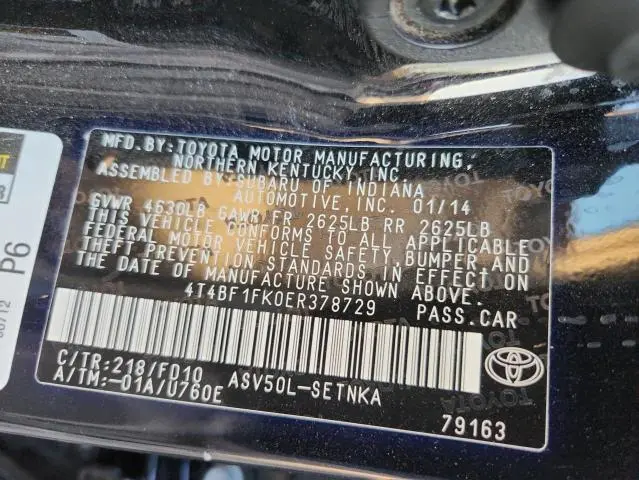 MFD.BY:TOYOTA MOTOR MANUFACTURING,
NORTHERN KENTUCKY, INC.
ASSEMBLED BY:SUBARU OF INDIANA
AUTOMOTIVE,INC. 01/14
GVWR 4630LB GAWR FR 2625LB RR 2625LB
THIS VEHICLE CONFORMS TO ALL APPLICABLE
FEDERAL MOTOR VEHICLE SAFETY,BUMPER AND
THEFT PREVENTION STANDARDS IN EFFECT ON
THE DATE OF MANUFACTURE SHOWN ABOVE.
4T4BF1FK0ER378729 PASS.CAR
C/TR:218/FD10
A/TM:-01A/U760E ASV50L-SETNKA
79163
P6